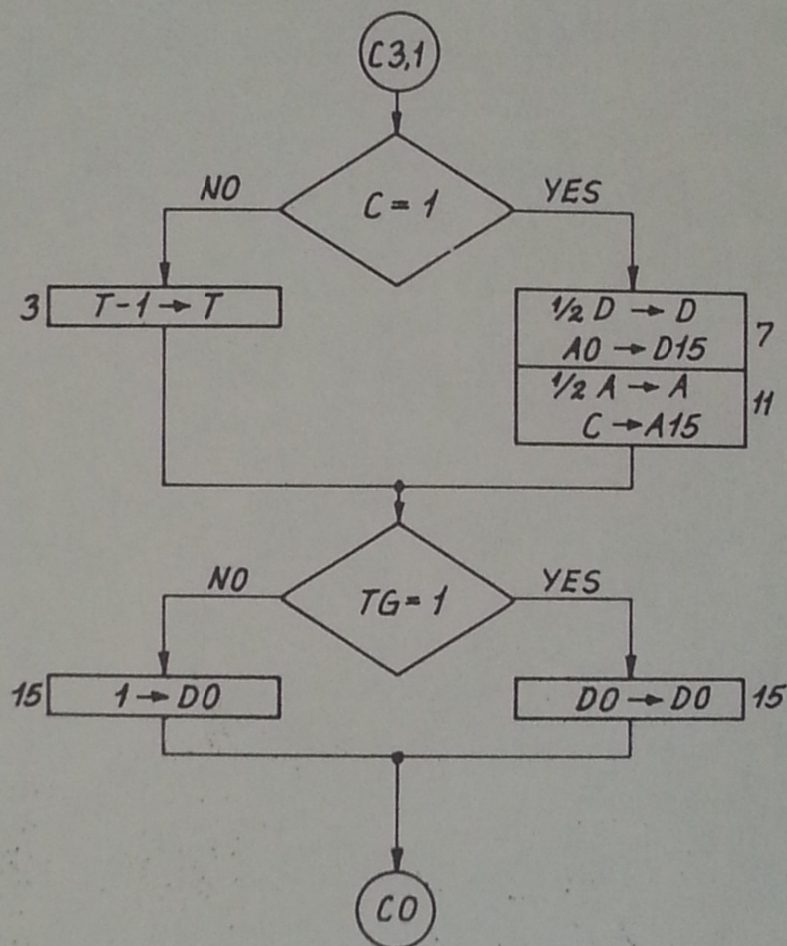 C3,1
C = 1
NO
YES
3
T-1 → T
1/2 D → D
A0 → D15
7
1/2 A → A
C → A15
11
TG = 1
NO
YES
15
1 → D0
D0 → D0
15
C0